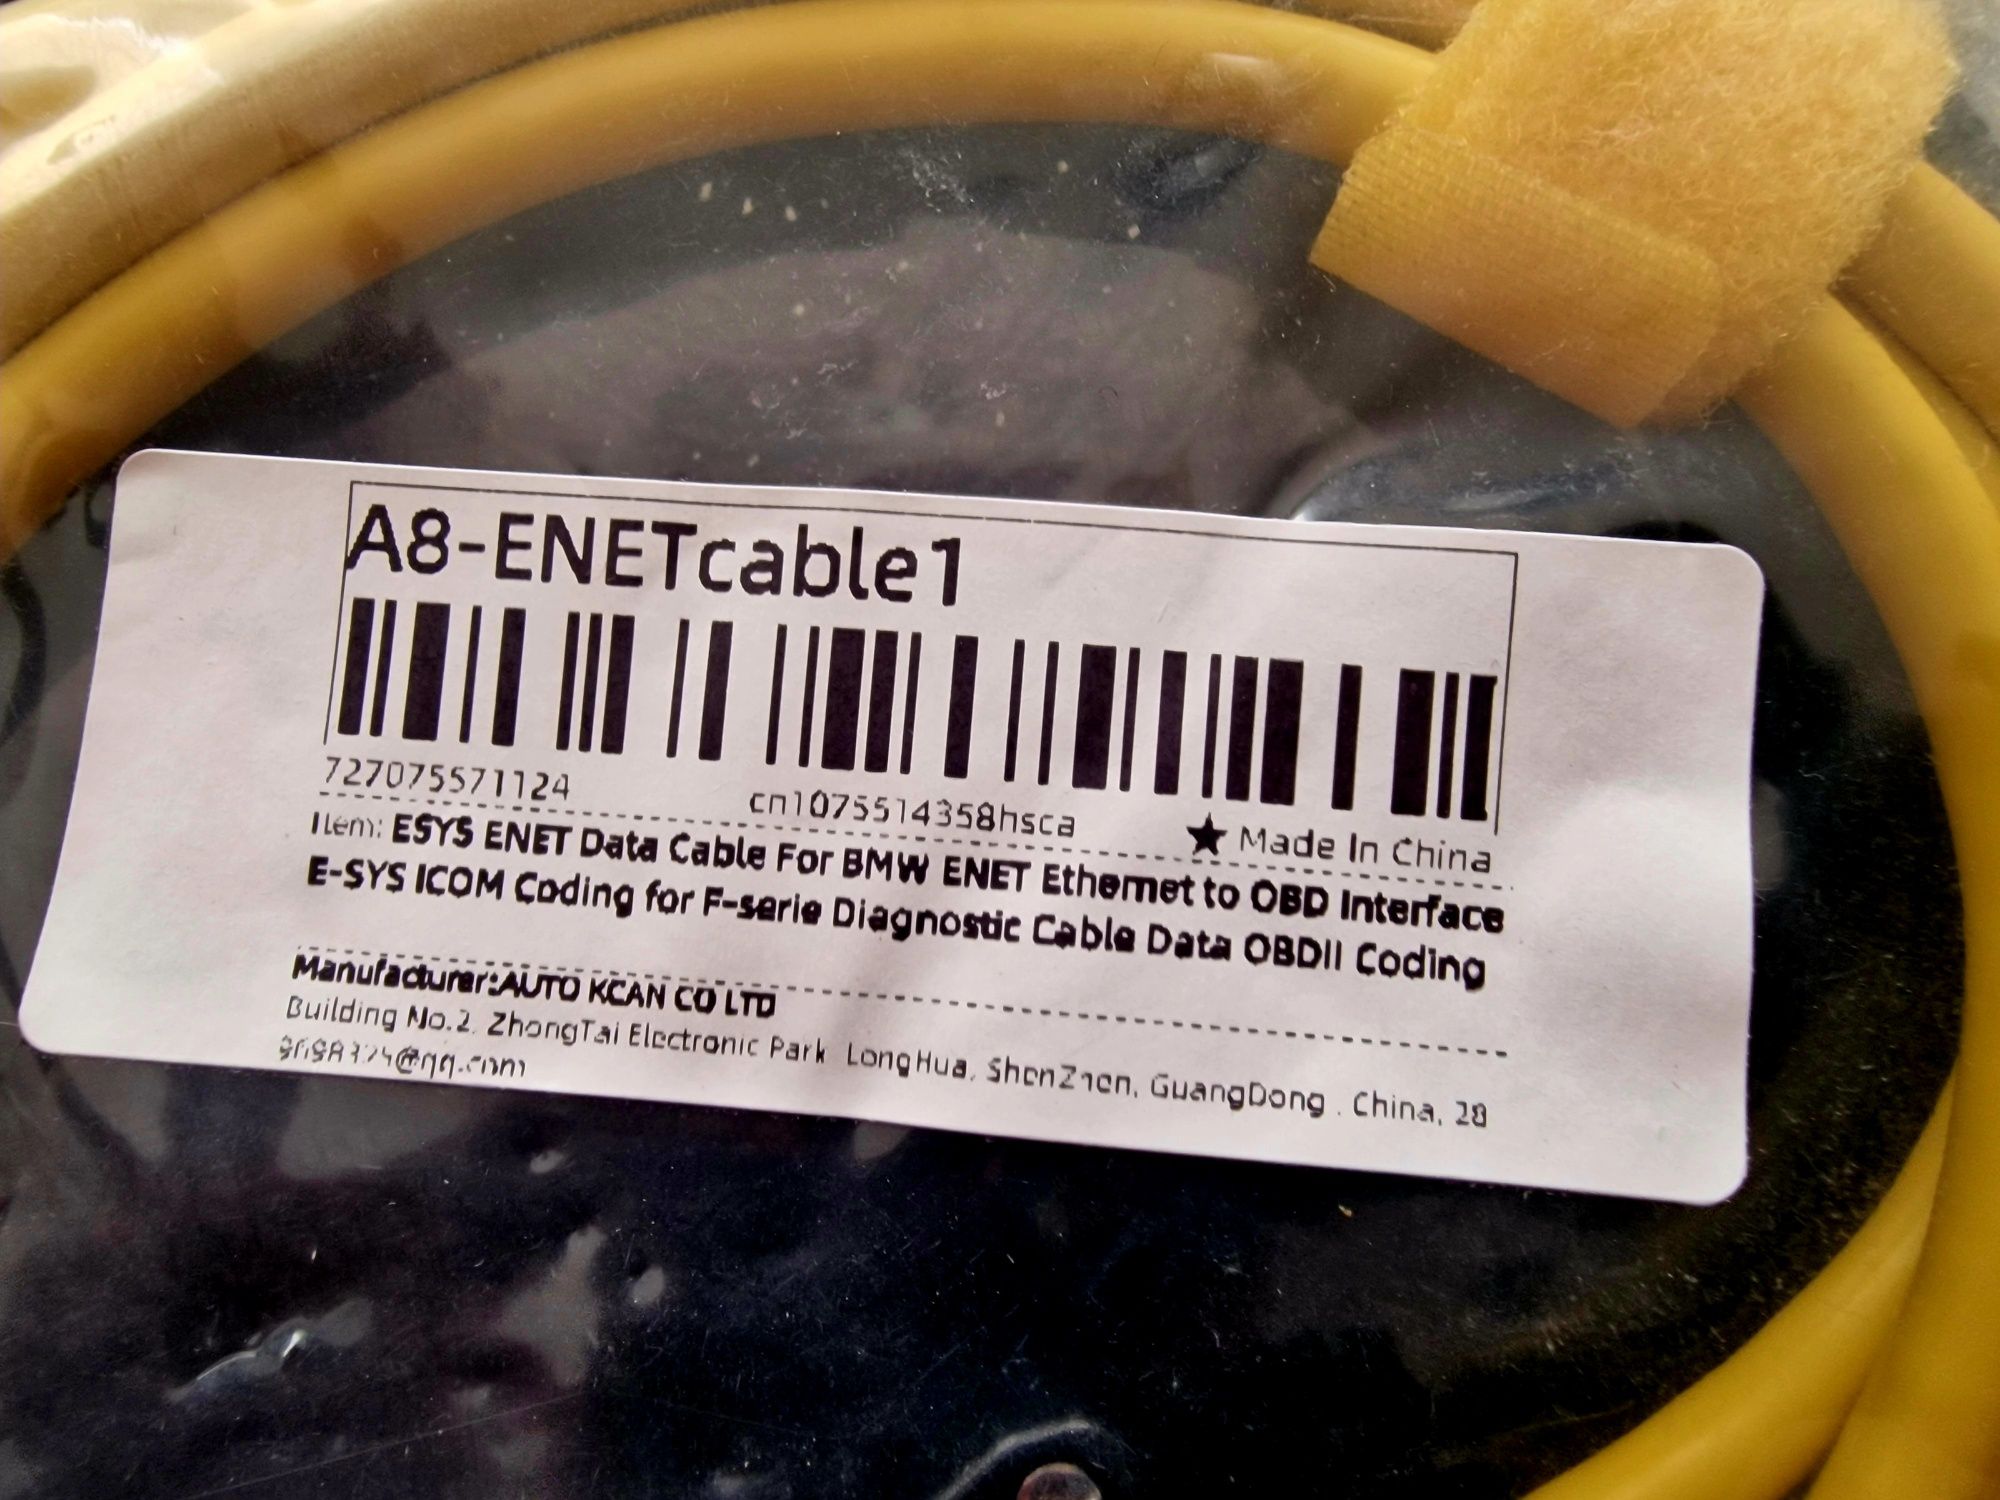 A8-ENETcable1
727075571124 cn1075514358hsca ★ Made In China
Item: ESYS ENET Data Cable For BMW ENET Ethernet to OBD Interface
E-SYS ICOM Coding for F-serie Diagnostic Cable Data OBDII Coding
Manufacturer:AUTO KCAN CO LTD
Building No.2, ZhongTai Electronic Park LongHua, ShenZhen, GuangDong . China, 28